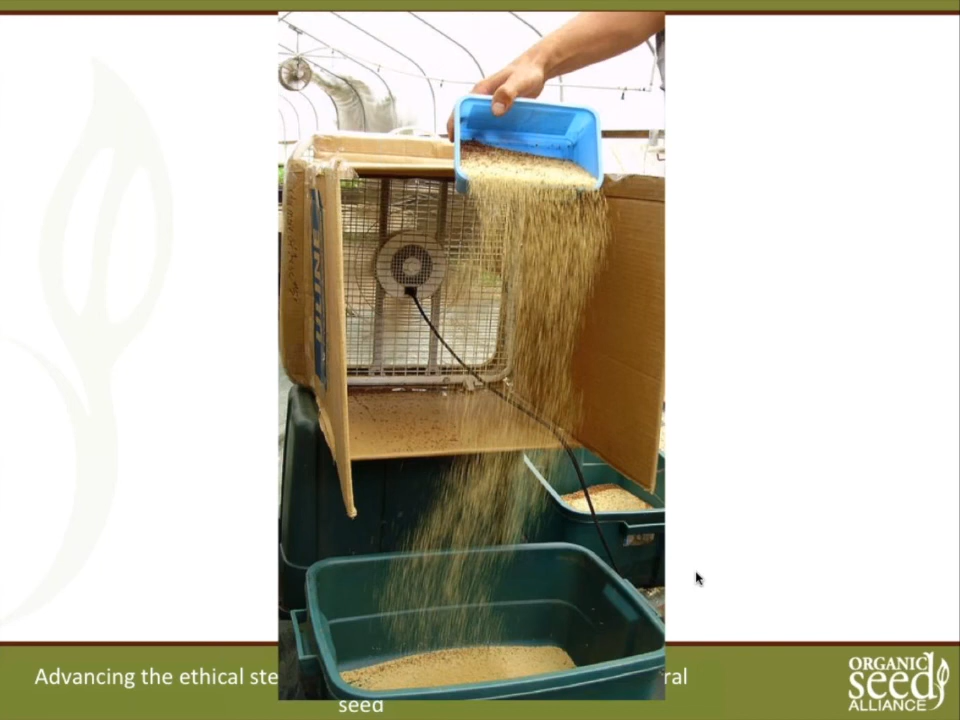 Advancing the ethical ste
ral
seed
ORGANIC
seed
ALLIANCE